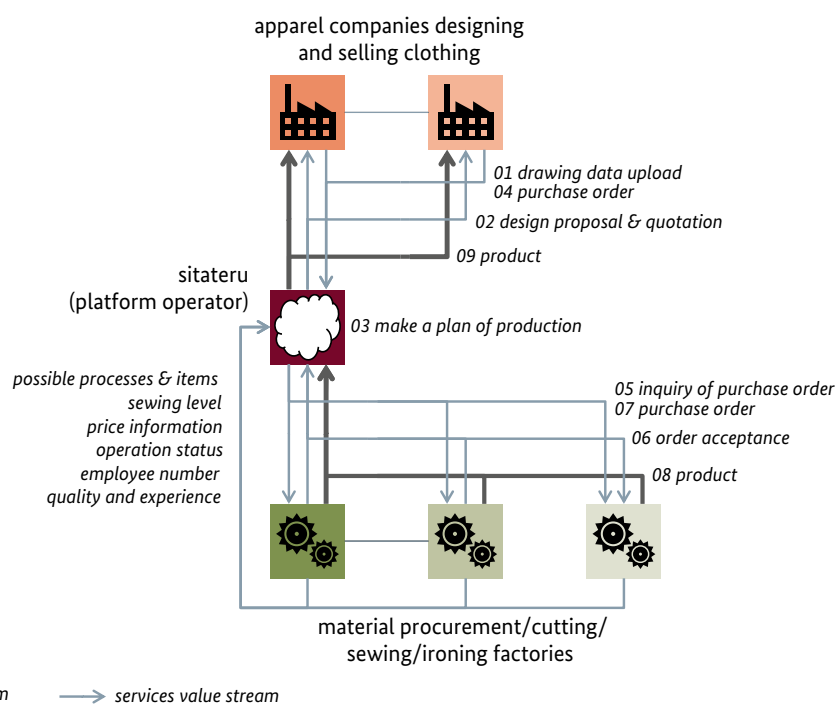 apparel companies designing
and selling clothing
01 drawing data upload
04 purchase order
02 design proposal & quotation
09 product
sitateru
(platform operator)
03 make a plan of production
possible processes & items
sewing level
price information
operation status
employee number
quality and experience
05 inquiry of purchase order
07 purchase order
06 order acceptance
08 product
material procurement/cutting/
sewing/ironing factories
services value stream